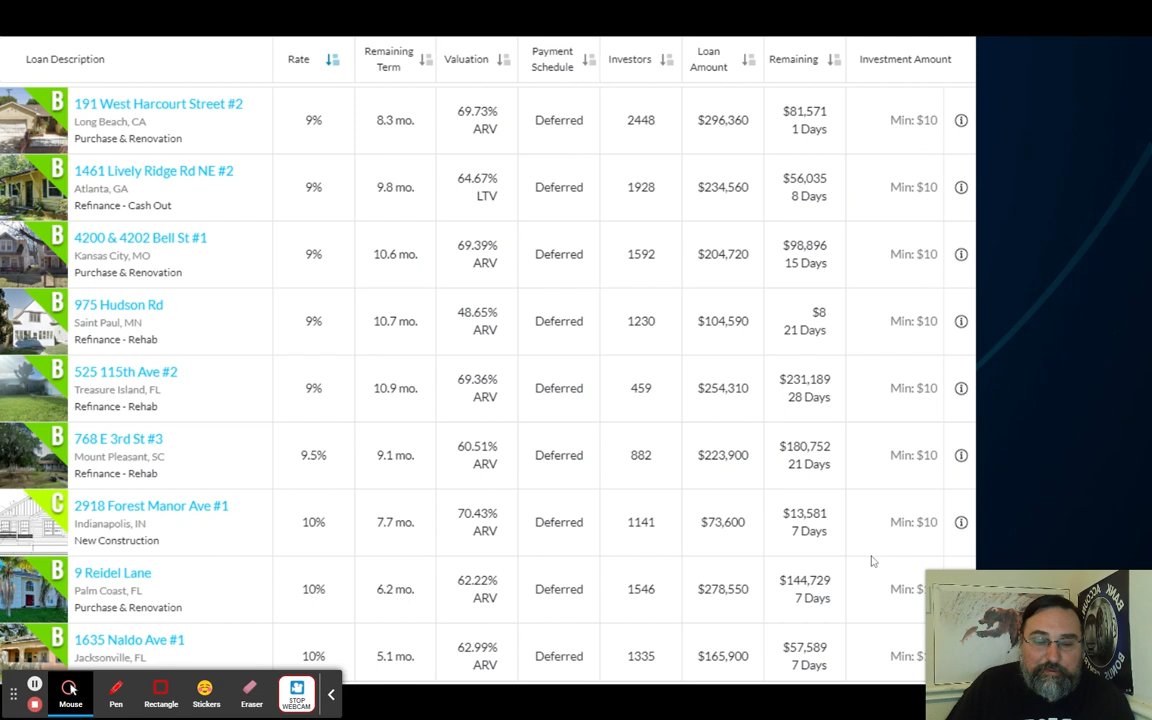 Loan Description
Rate
Remaining
Term
Valuation
Payment
Schedule
Investors
Loan
Amount
Remaining
Investment Amount
B
191 West Harcourt Street #2
Long Beach, CA
Purchase & Renovation
9%
8.3 mo.
69.73%
ARV
Deferred
2448
$296,360
$81,571
1 Days
Min: $10
B
1461 Lively Ridge Rd NE #2
Atlanta, GA
Refinance - Cash Out
9%
9.8 mo.
64.67%
LTV
Deferred
1928
$234,560
$56,035
8 Days
Min: $10
B
4200 & 4202 Bell St #1
Kansas City, MO
Purchase & Renovation
9%
10.6 mo.
69.39%
ARV
Deferred
1592
$204,720
$98,896
15 Days
Min: $10
B
975 Hudson Rd
Saint Paul, MN
Refinance - Rehab
9%
10.7 mo.
48.65%
ARV
Deferred
1230
$104,590
$8
21 Days
Min: $10
B
525 115th Ave #2
Treasure Island, FL
Refinance - Rehab
9%
10.9 mo.
69.36%
ARV
Deferred
459
$254,310
$231,189
28 Days
Min: $10
B
768 E 3rd St #3
Mount Pleasant, SC
Refinance - Rehab
9.5%
9.1 mo.
60.51%
ARV
Deferred
882
$223,900
$180,752
21 Days
Min: $10
C
2918 Forest Manor Ave #1
Indianapolis, IN
New Construction
10%
7.7 mo.
70.43%
ARV
Deferred
1141
$73,600
$13,581
7 Days
Min: $10
B
9 Reidel Lane
Palm Coast, FL
Purchase & Renovation
10%
6.2 mo.
62.22%
ARV
Deferred
1546
$278,550
$144,729
7 Days
Min:
B
1635 Naldo Ave #1
Jacksonville, FL
10%
5.1 mo.
62.99%
ARV
Deferred
1335
$165,900
$57,589
7 Days
Min:
Mouse
Pen
Rectangle
Stickers
Eraser
STOP
WEBCAM
BANK ACCOUNT
BONUS